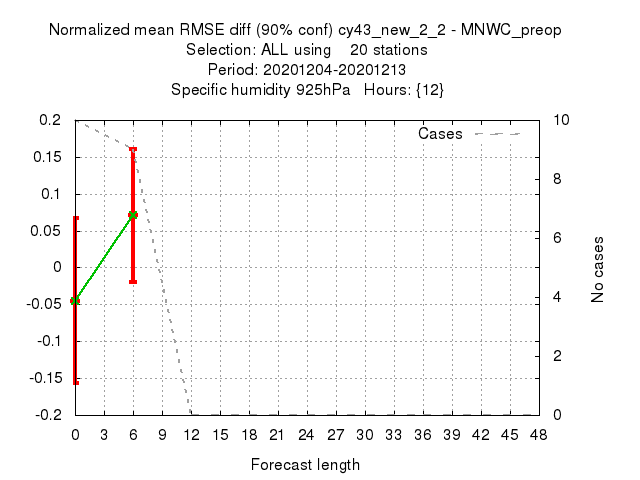 Normalized mean RMSE diff (90% conf) cy43_new_2_2 - MNWC_preop
Selection: ALL using    20 stations
Period: 20201204-20201213
Specific humidity 925hPa   Hours: {12}
0.2
0.15
0.1
0.05
0
-0.05
-0.1
-0.15
-0.2
Cases
10
8
6
4
2
0
No cases
0 3 6 9 12 15 18 21 24 27 30 33 36 39 42 45 48
Forecast length